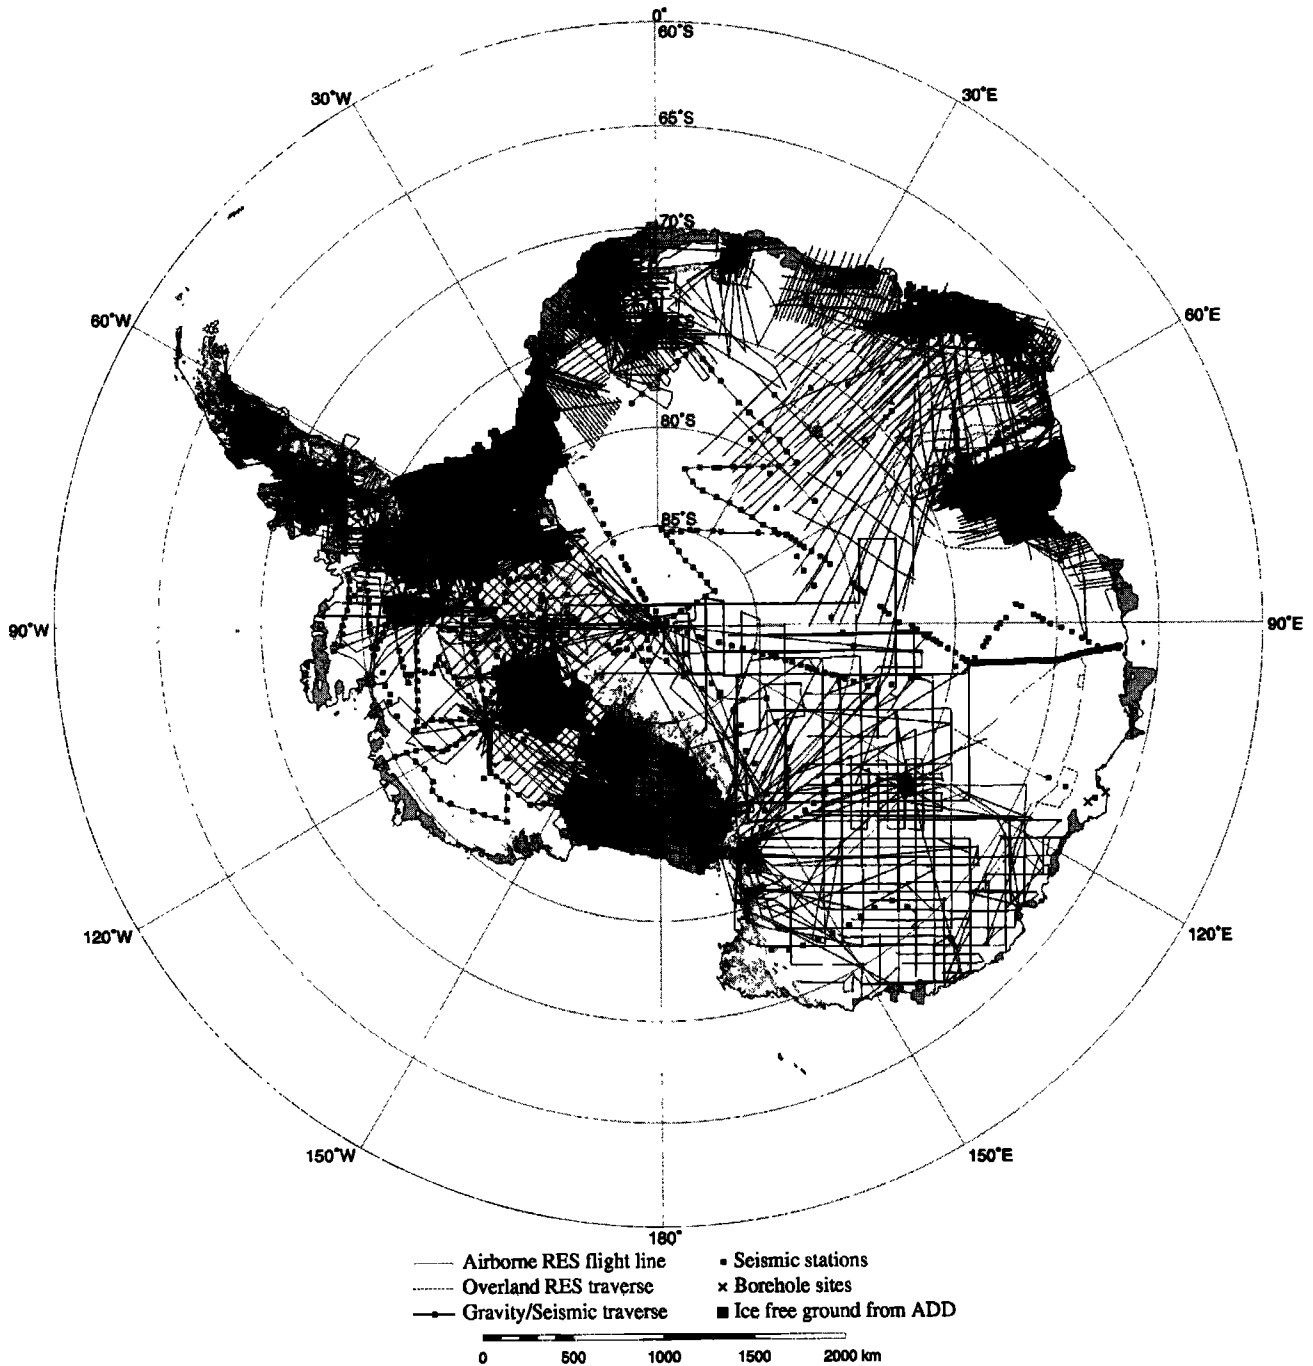 0°
60°S
30°W
30°E
65°S
70°S
60°W
60°E
80°S
85°S
90°W
90°E
120°W
120°E
150°W
150°E
180°
Airborne RES flight line
Seismic stations
Overland RES traverse
Borehole sites
Gravity/Seismic traverse
Ice free ground from ADD
0 500 1000 1500 2000 km